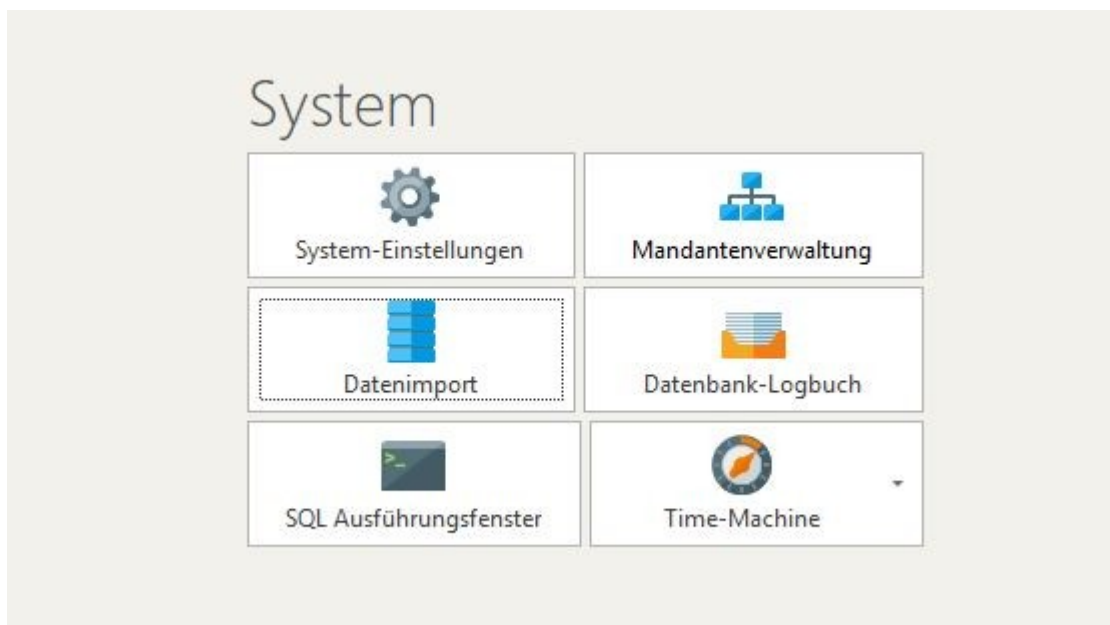 System
System-Einstellungen
Mandantenverwaltung
Datenimport
Datenbank-Logbuch
>_
SQL Ausführungsfenster
Time-Machine